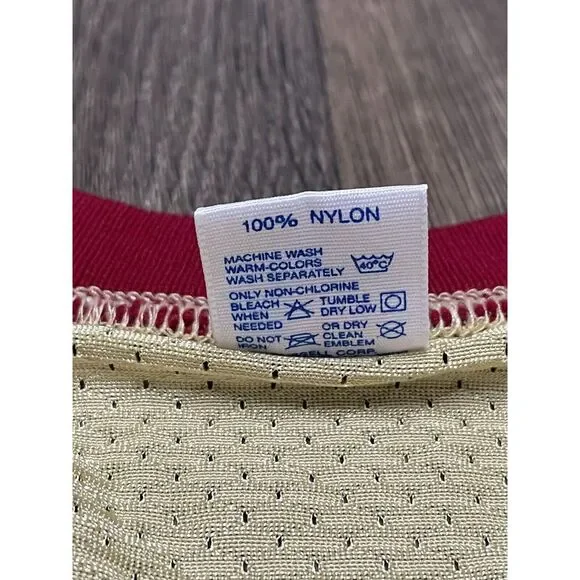 100% NYLON
MACHINE WASH
WARM-COLORS
WASH SEPARATELY
40°C
ONLY NON-CHLORINE
BLEACH TUMBLE
WHEN DRY LOW
NEEDED OR DRY
DO NOT CLEAN
IRON EMBLEM
CORP.